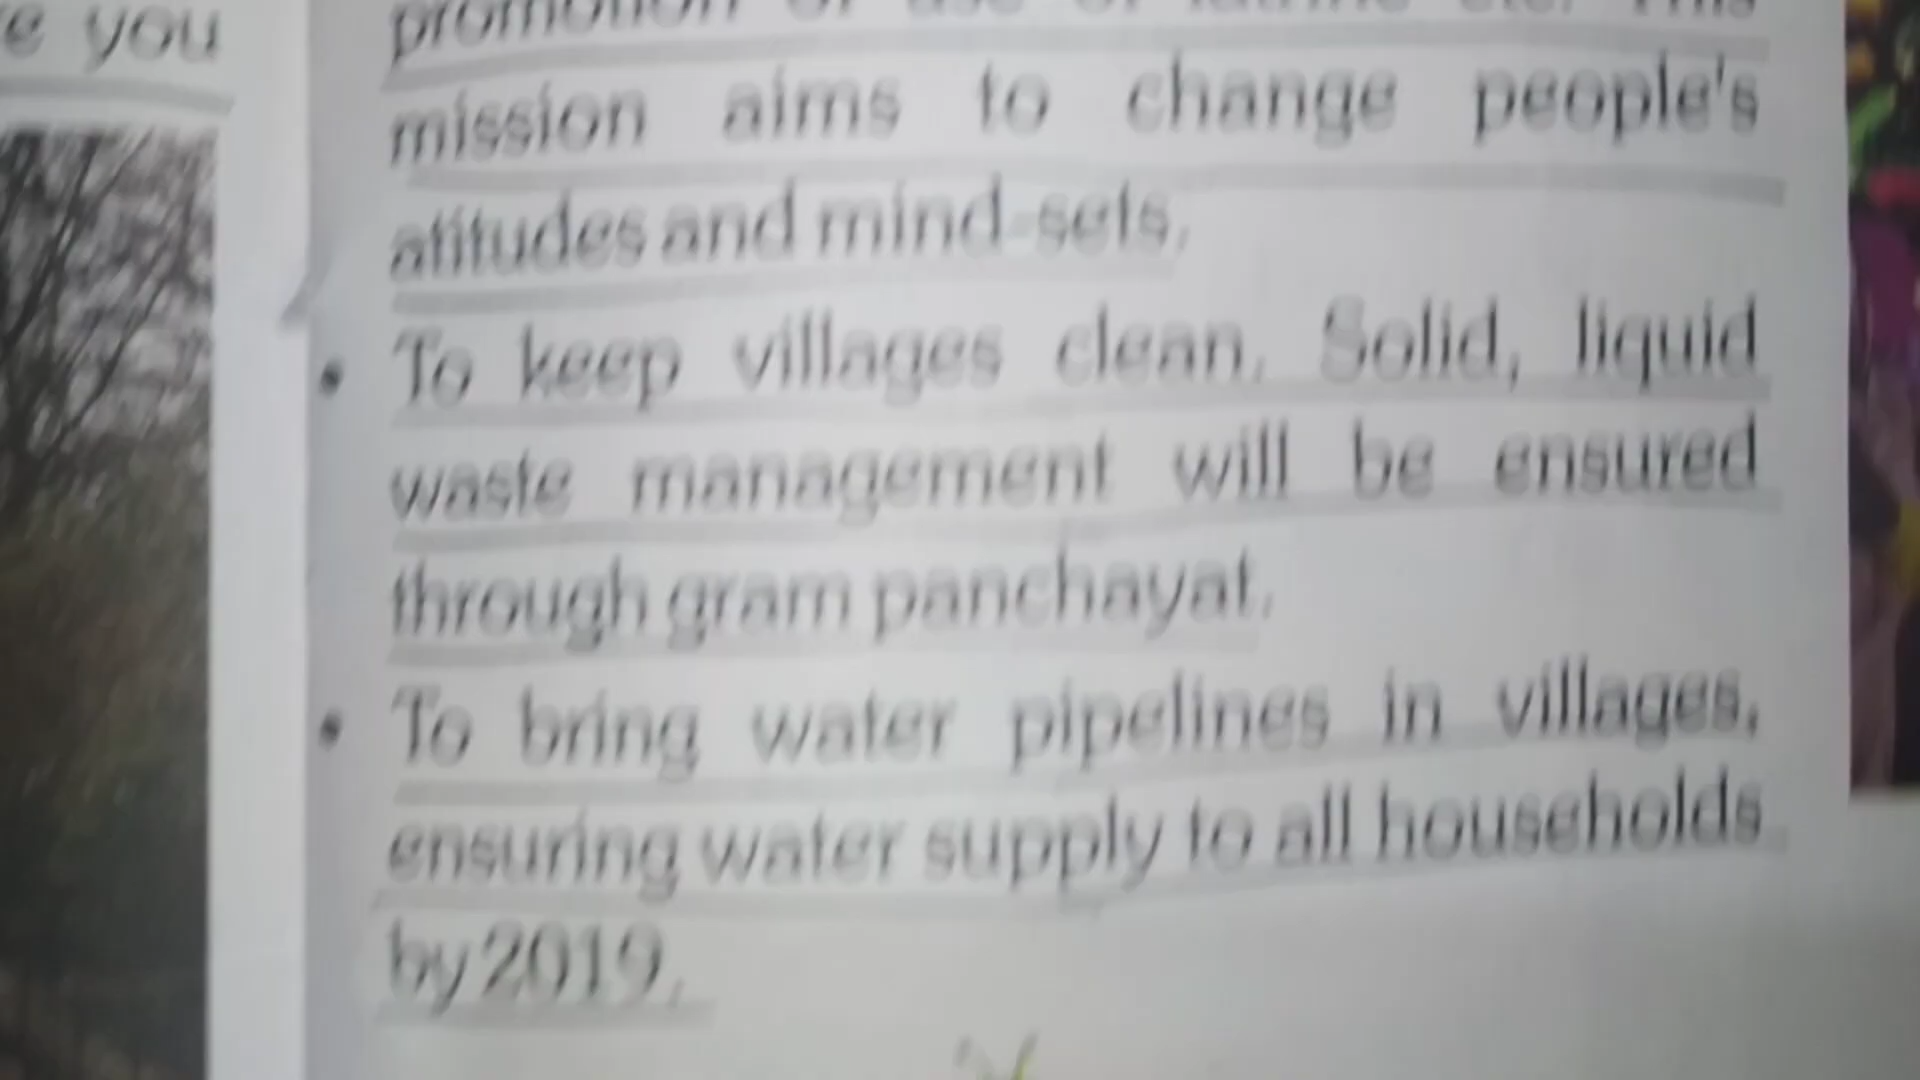 e you
promotion of use of latrine etc. This
mission aims to change people's
atitudes and mind-sets.
To keep villages clean. Solid, liquid
waste management will be ensured
through gram panchayat.
To bring water pipelines in villages,
ensuring water supply to all households
by 2019.